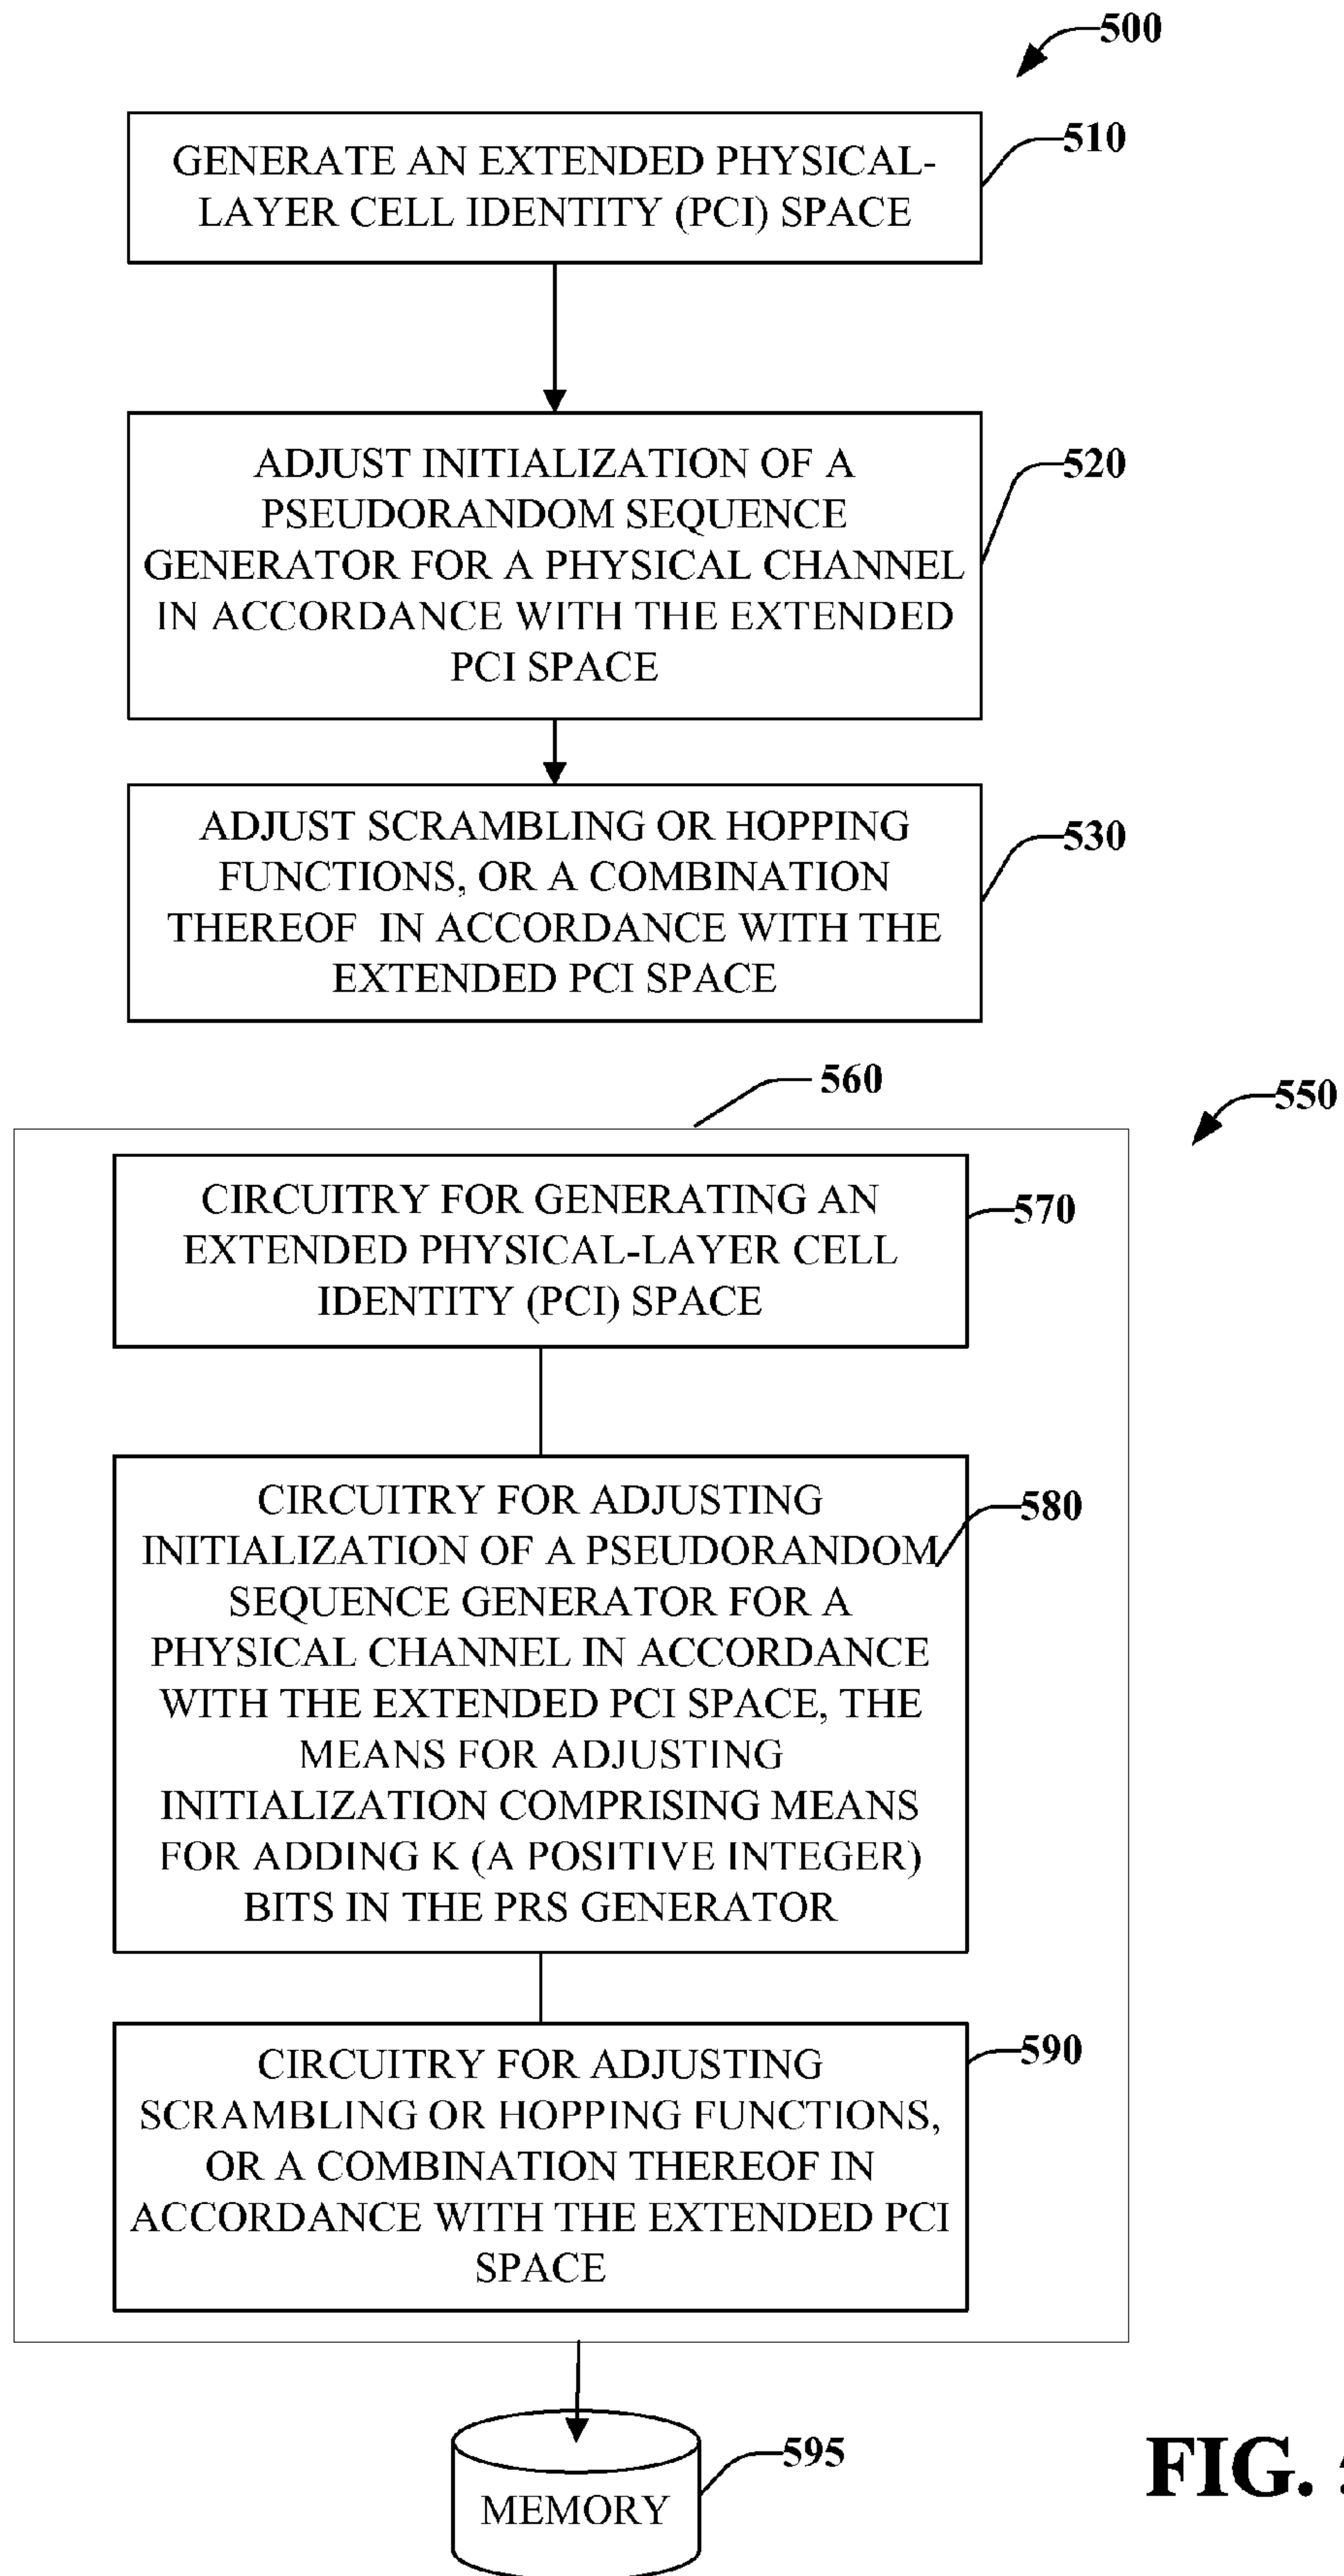 500
GENERATE AN EXTENDED PHYSICAL-
LAYER CELL IDENTITY (PCI) SPACE
510
ADJUST INITIALIZATION OF A
PSEUDORANDOM SEQUENCE
GENERATOR FOR A PHYSICAL CHANNEL
IN ACCORDANCE WITH THE EXTENDED
PCI SPACE
520
ADJUST SCRAMBLING OR HOPPING
FUNCTIONS, OR A COMBINATION
THEREOF IN ACCORDANCE WITH THE
EXTENDED PCI SPACE
530
560
550
CIRCUITRY FOR GENERATING AN
EXTENDED PHYSICAL-LAYER CELL
IDENTITY (PCI) SPACE
570
CIRCUITRY FOR ADJUSTING
INITIALIZATION OF A PSEUDORANDOM
SEQUENCE GENERATOR FOR A
PHYSICAL CHANNEL IN ACCORDANCE
WITH THE EXTENDED PCI SPACE, THE
MEANS FOR ADJUSTING
INITIALIZATION COMPRISING MEANS
FOR ADDING K (A POSITIVE INTEGER)
BITS IN THE PRS GENERATOR
580
CIRCUITRY FOR ADJUSTING
SCRAMBLING OR HOPPING FUNCTIONS,
OR A COMBINATION THEREOF IN
ACCORDANCE WITH THE EXTENDED PCI
SPACE
590
MEMORY
595
FIG. 5